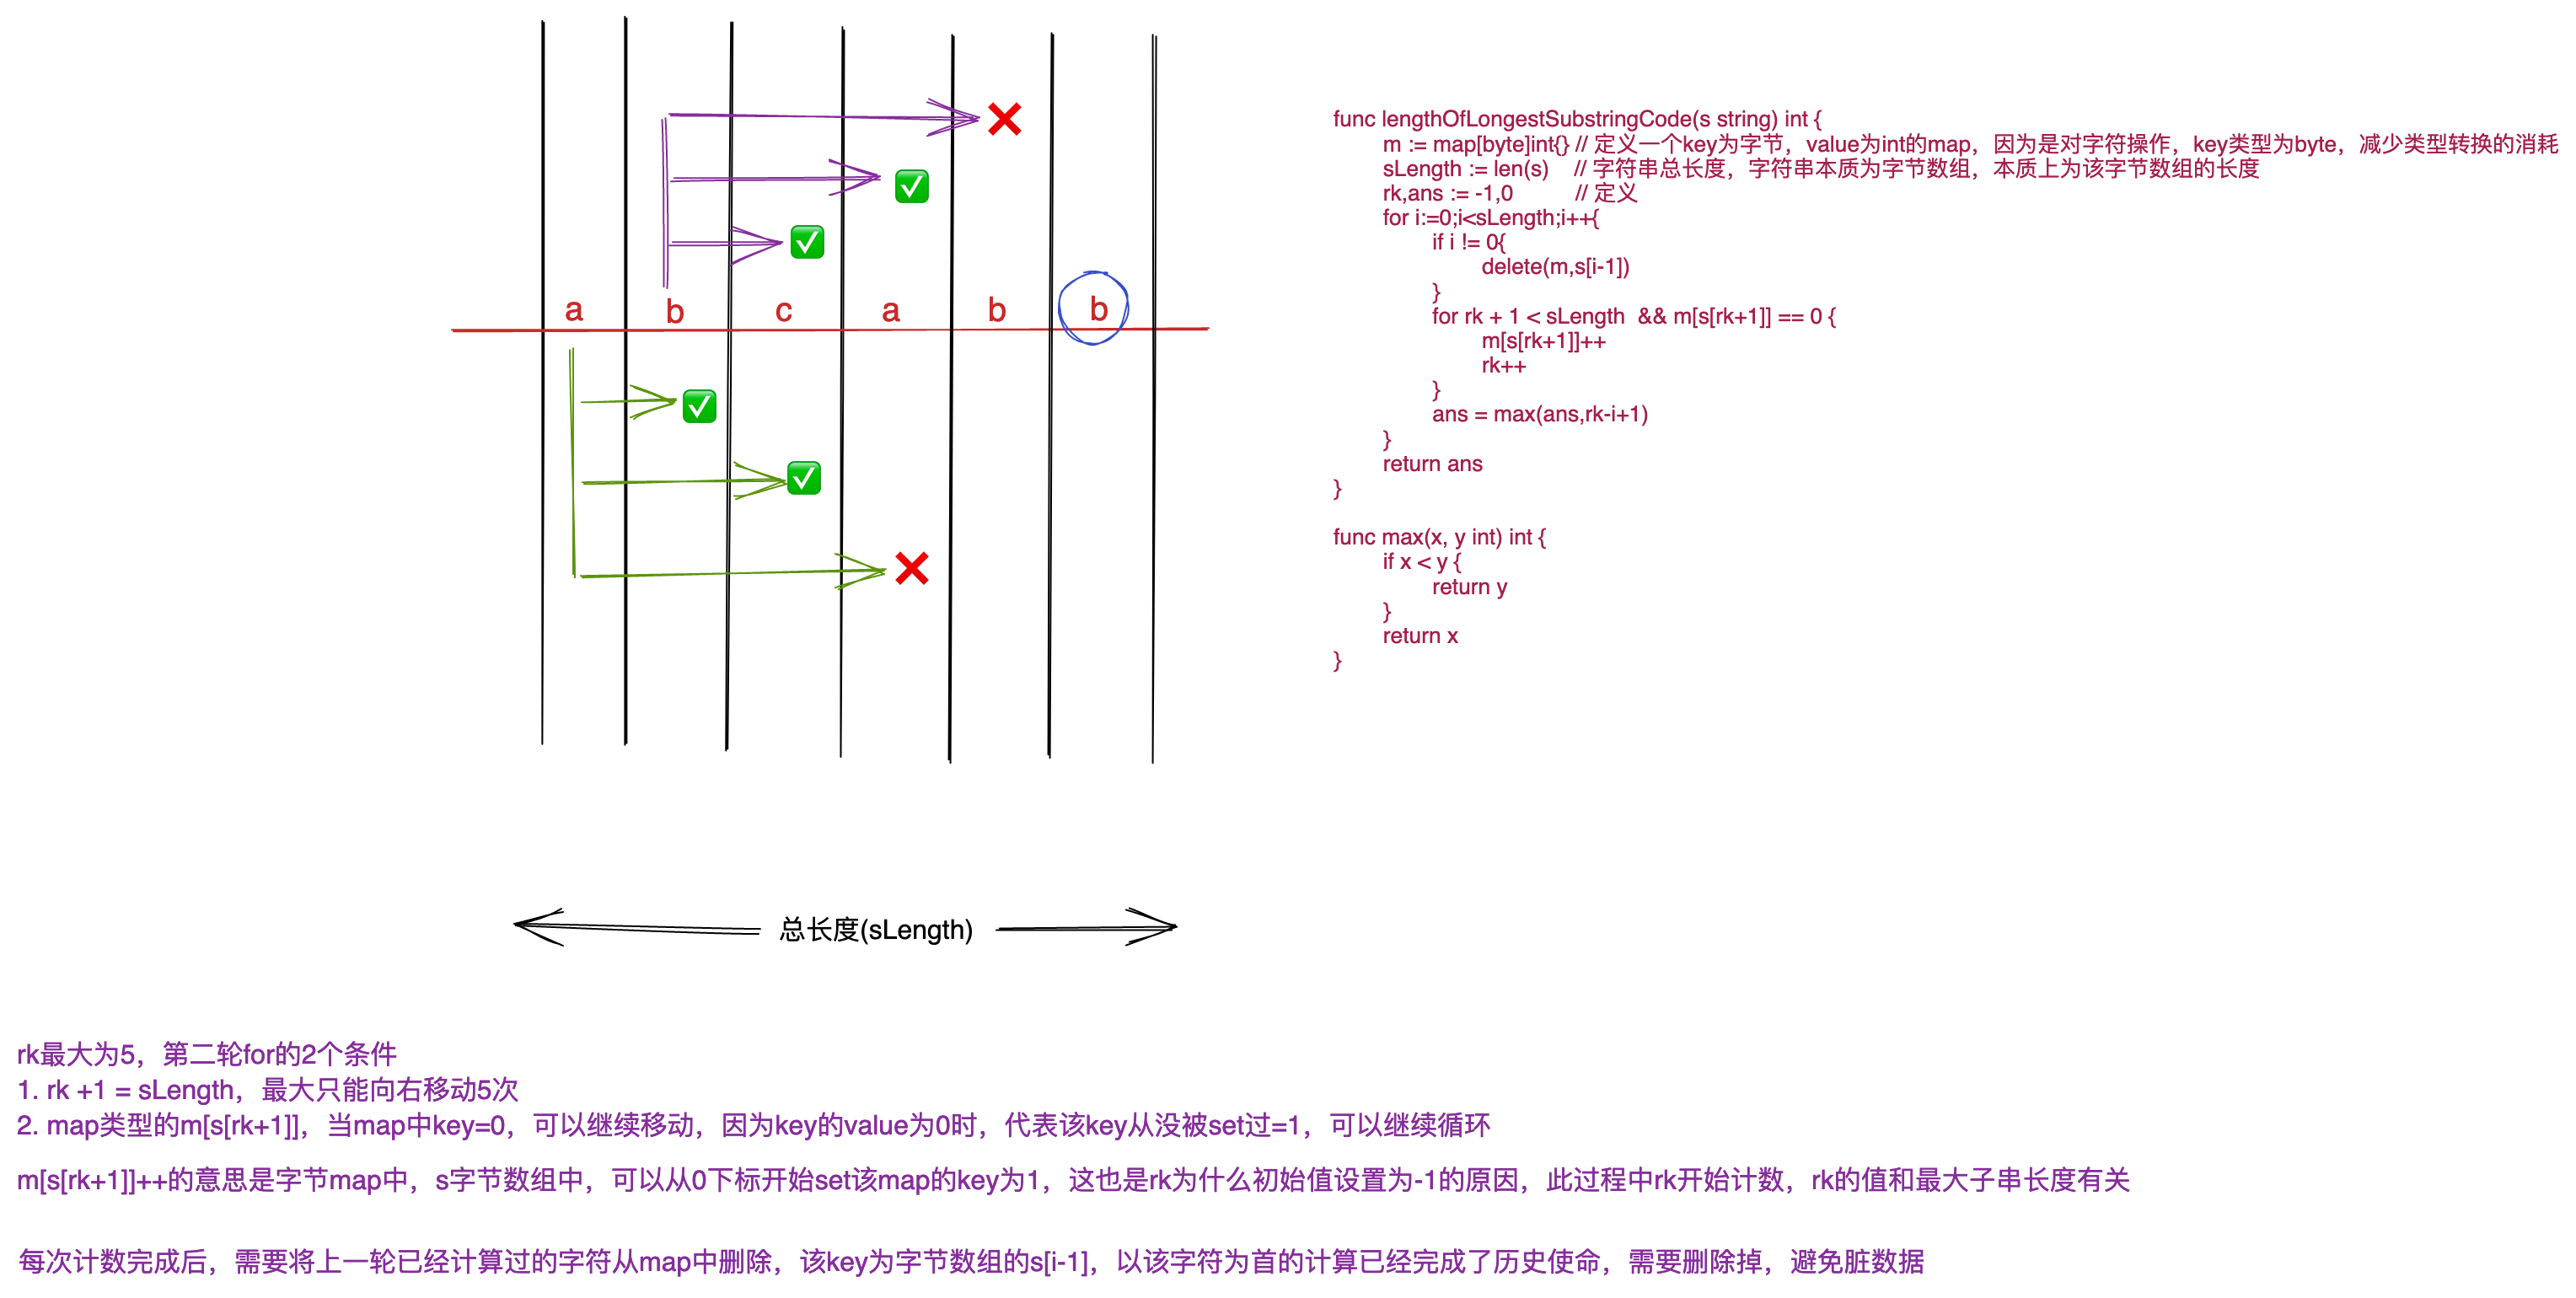 a b c a b b
总长度(sLength)
func lengthOfLongestSubstringCode(s string) int {
m := map[byte]int{} // 定义一个key为字节，value为int的map，因为是对字符操作，key类型为byte，减少类型转换的消耗
sLength := len(s) // 字符串总长度，字符串本质为字节数组，本质上为该字节数组的长度
rk,ans := -1,0 // 定义
for i:=0;i<sLength;i++{
if i != 0{
delete(m,s[i-1])
}
for rk + 1 < sLength && m[s[rk+1]] == 0 {
m[s[rk+1]]++
rk++
}
ans = max(ans,rk-i+1)
}
return ans
}
func max(x, y int) int {
if x < y {
return y
}
return x
}
rk最大为5，第二轮for的2个条件
1. rk +1 = sLength，最大只能向右移动5次
2. map类型的m[s[rk+1]]，当map中key=0，可以继续移动，因为key的value为0时，代表该key从没被set过=1，可以继续循环
m[s[rk+1]]++的意思是字节map中，s字节数组中，可以从0下标开始set该map的key为1，这也是rk为什么初始值设置为-1的原因，此过程中rk开始计数，rk的值和最大子串长度有关
每次计数完成后，需要将上一轮已经计算过的字符从map中删除，该key为字节数组的s[i-1]，以该字符为首的计算已经完成了历史使命，需要删除掉，避免脏数据